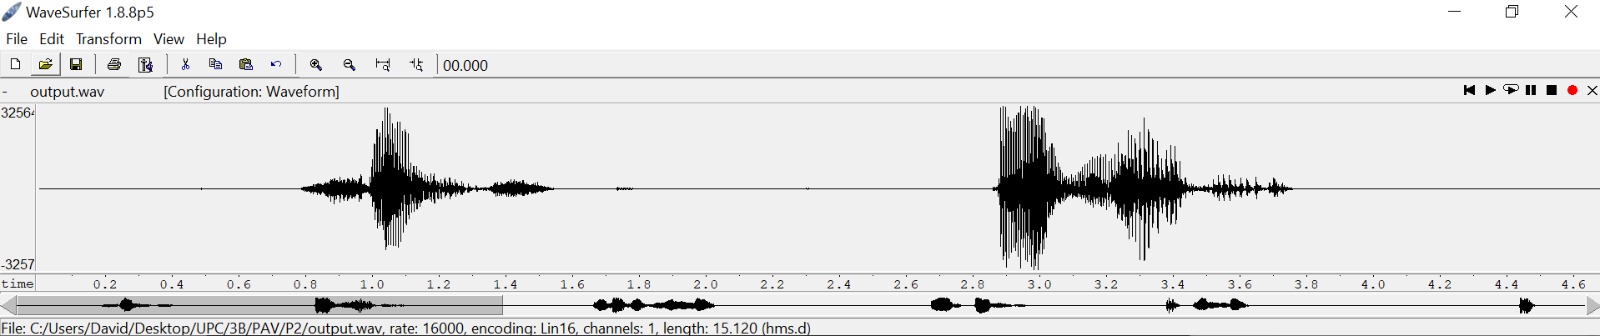 WaveSurfer 1.8.8p5
File Edit Transform View Help
00.000
- output.wav [Configuration: Waveform]
32564
-3257
time 0.2 0.4 0.6 0.8 1.0 1.2 1.4 1.6 1.8 2.0 2.2 2.4 2.6 2.8 3.0 3.2 3.4 3.6 3.8 4.0 4.2 4.4 4.6
File: C:/Users/David/Desktop/UPC/3B/PAV/P2/output.wav, rate: 16000, encoding: Lin16, channels: 1, length: 15.120 (hms.d)